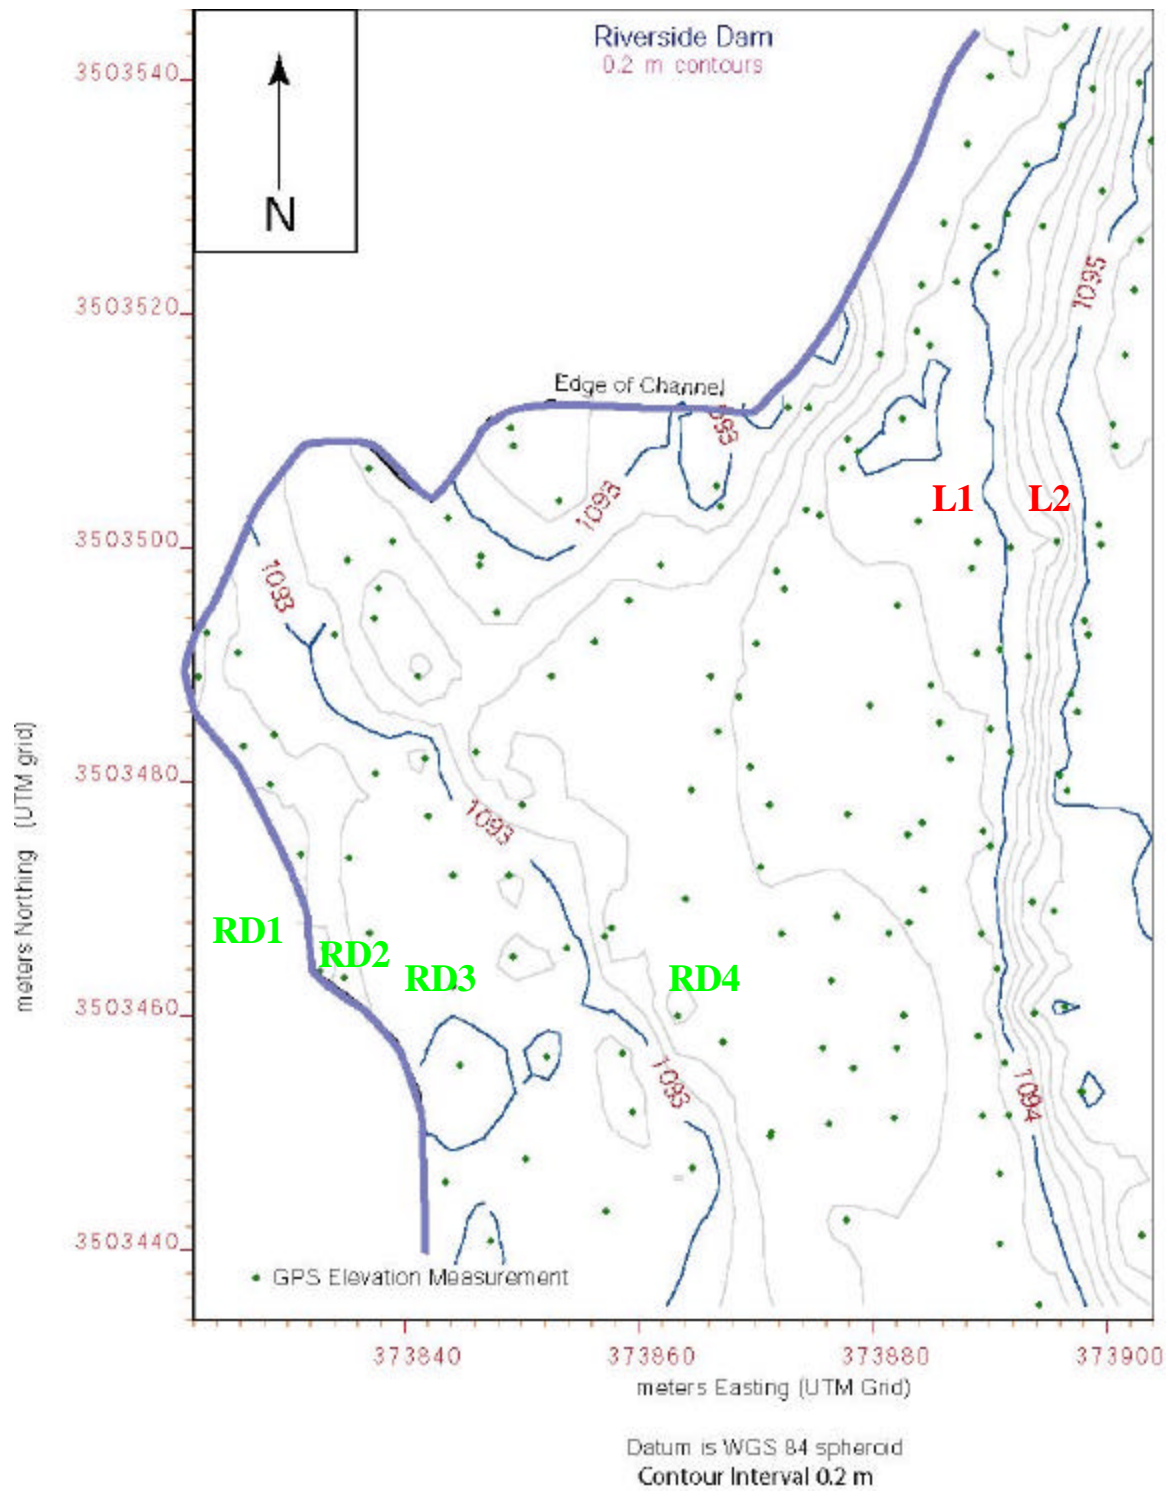 Riverside Dam
0.2 m contours
N
3503540
1095
3503520
Edge of Channel
1093
L1
L2
1093
3503500
1093
meters Northing (UTM grid)
3503480
1093
RD1
RD2
RD3
RD4
3503460
1093
1094
3503440
GPS Elevation Measurement
373840
373860
373880
373900
meters Easting (UTM Grid)
Datum is WGS 84 spheroid
Contour Interval 0.2 m